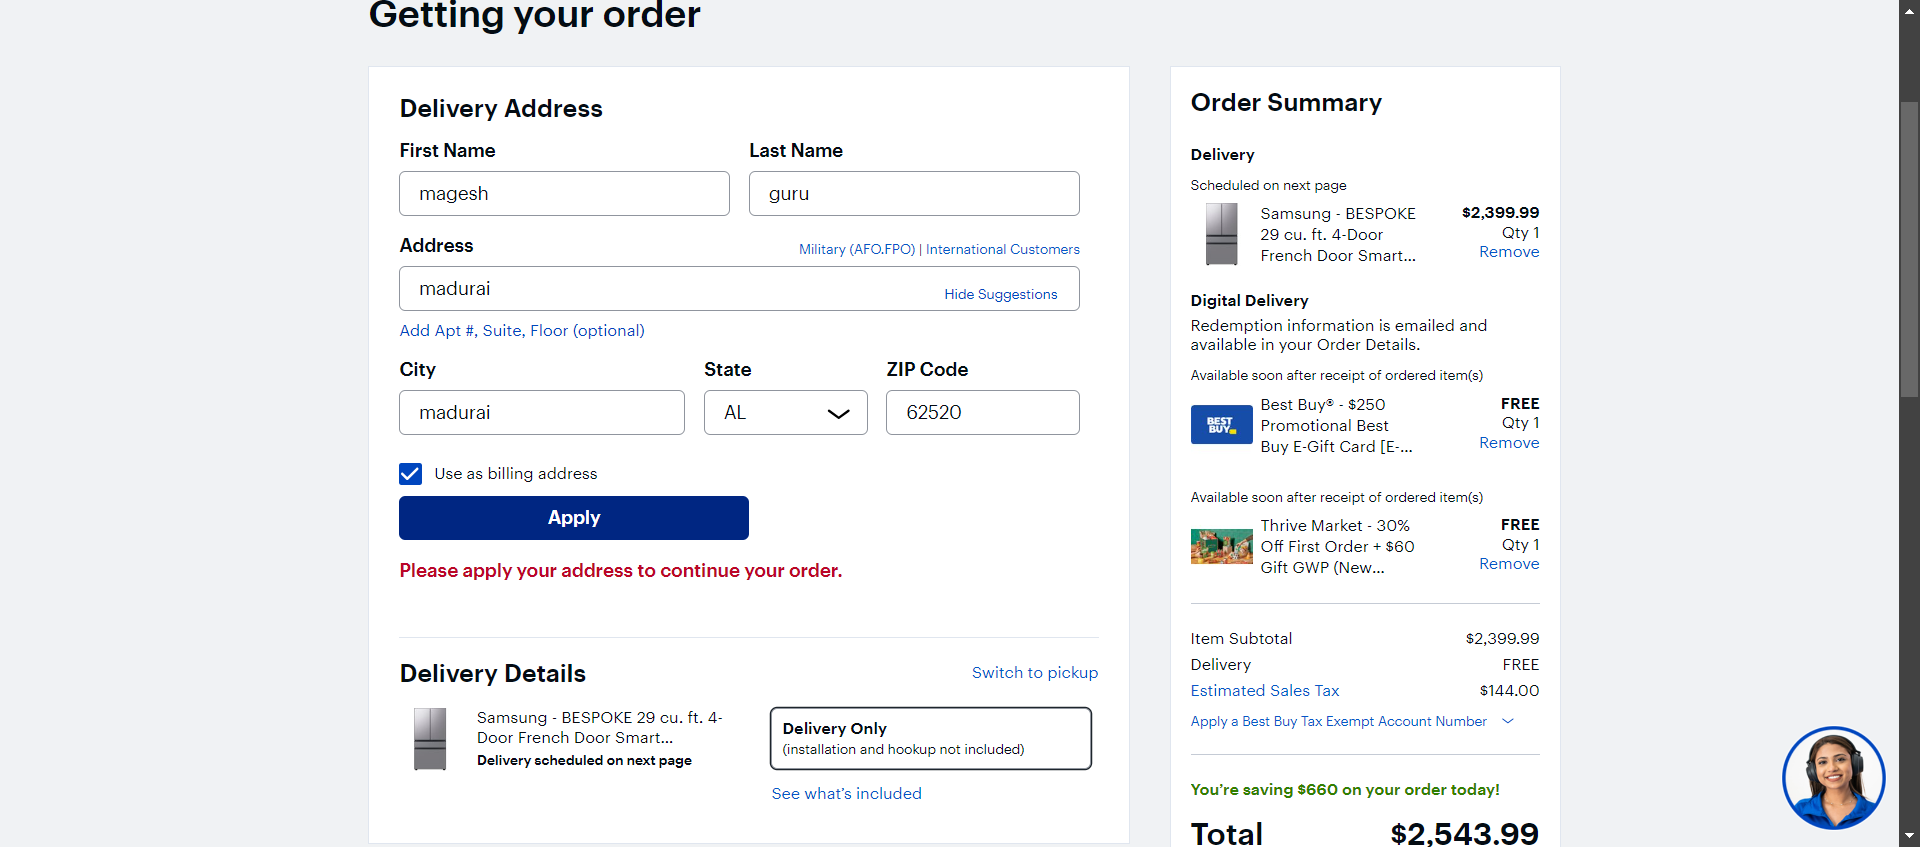 Getting your order
Delivery Address
First Name
Last Name
magesh
guru
Address
Military (AFO.FPO) | International Customers
madurai
Hide Suggestions
Add Apt #, Suite, Floor (optional)
City
State
ZIP Code
madurai
AL
62520
Use as billing address
Apply
Please apply your address to continue your order.
Delivery Details
Switch to pickup
Samsung - BESPOKE 29 cu. ft. 4-
Door French Door Smart...
Delivery scheduled on next page
Delivery Only
(installation and hookup not included)
See what's included
Order Summary
Delivery
Scheduled on next page
Samsung - BESPOKE
29 cu. ft. 4-Door
French Door Smart...
$2,399.99
Qty 1
Remove
Digital Delivery
Redemption information is emailed and
available in your Order Details.
Available soon after receipt of ordered item(s)
BEST
BUY
Best Buy® - $250
Promotional Best
Buy E-Gift Card [E-...
FREE
Qty 1
Remove
Available soon after receipt of ordered item(s)
Thrive Market - 30%
Off First Order + $60
Gift GWP (New...
FREE
Qty 1
Remove
Item Subtotal
$2,399.99
Delivery
FREE
Estimated Sales Tax
$144.00
Apply a Best Buy Tax Exempt Account Number
You're saving $660 on your order today!
Total
$2,543.99